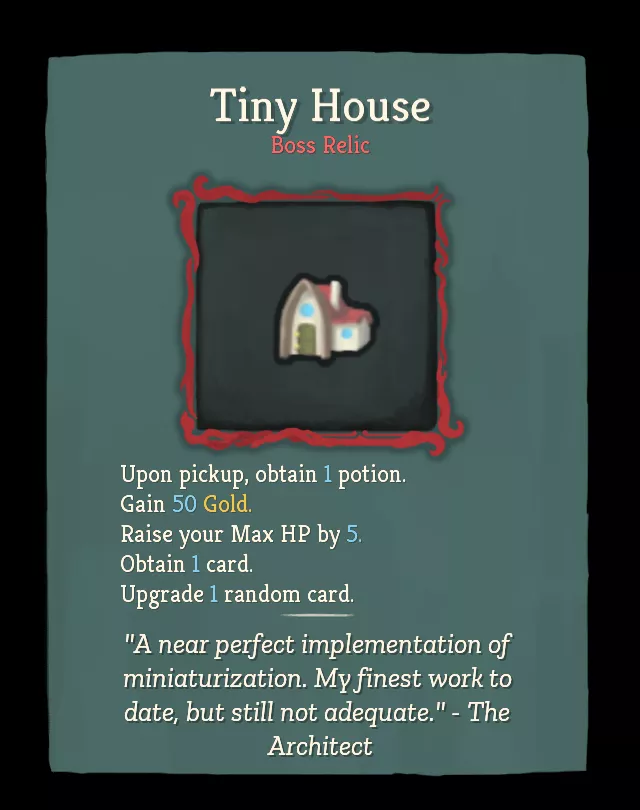 Tiny House
Boss Relic
Upon pickup, obtain 1 potion.
Gain 50 Gold.
Raise your Max HP by 5.
Obtain 1 card.
Upgrade 1 random card.
"A near perfect implementation of
miniaturization. My finest work to
date, but still not adequate." - The
Architect